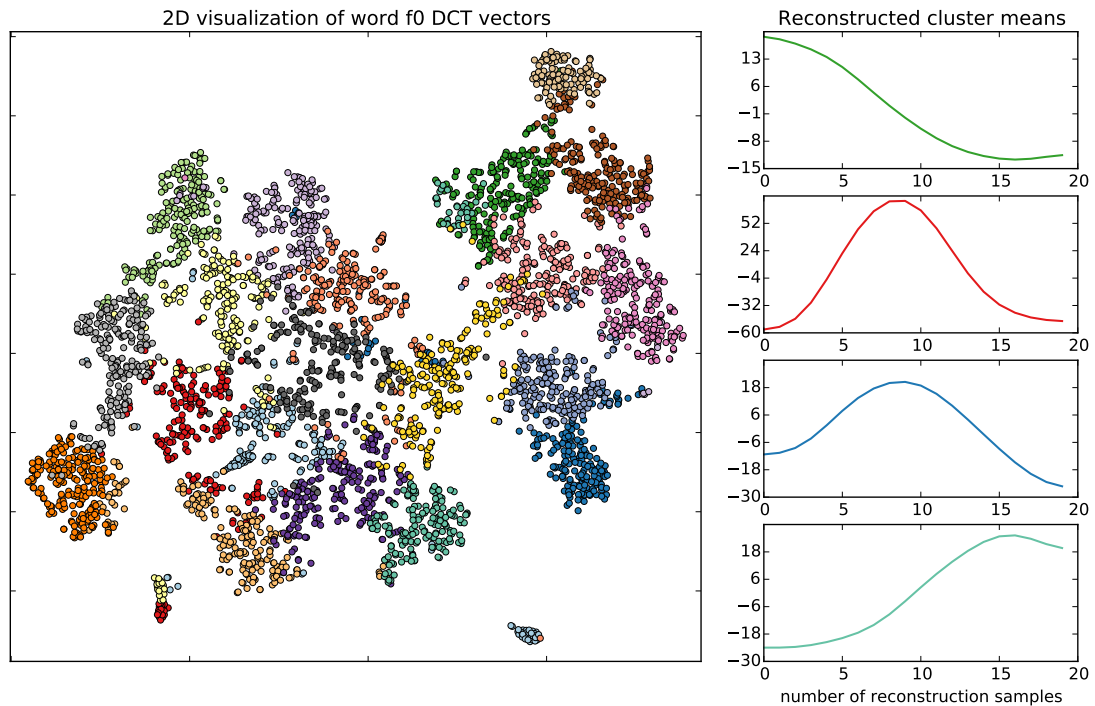 2D visualization of word f0 DCT vectors
Reconstructed cluster means
13
6
−1
−8
−15
0 5 10 15 20
52
24
−4
−32
−60
0 5 10 15 20
18
6
−6
−18
−30
0 5 10 15 20
18
6
−6
−18
−30
0 5 10 15 20
number of reconstruction samples